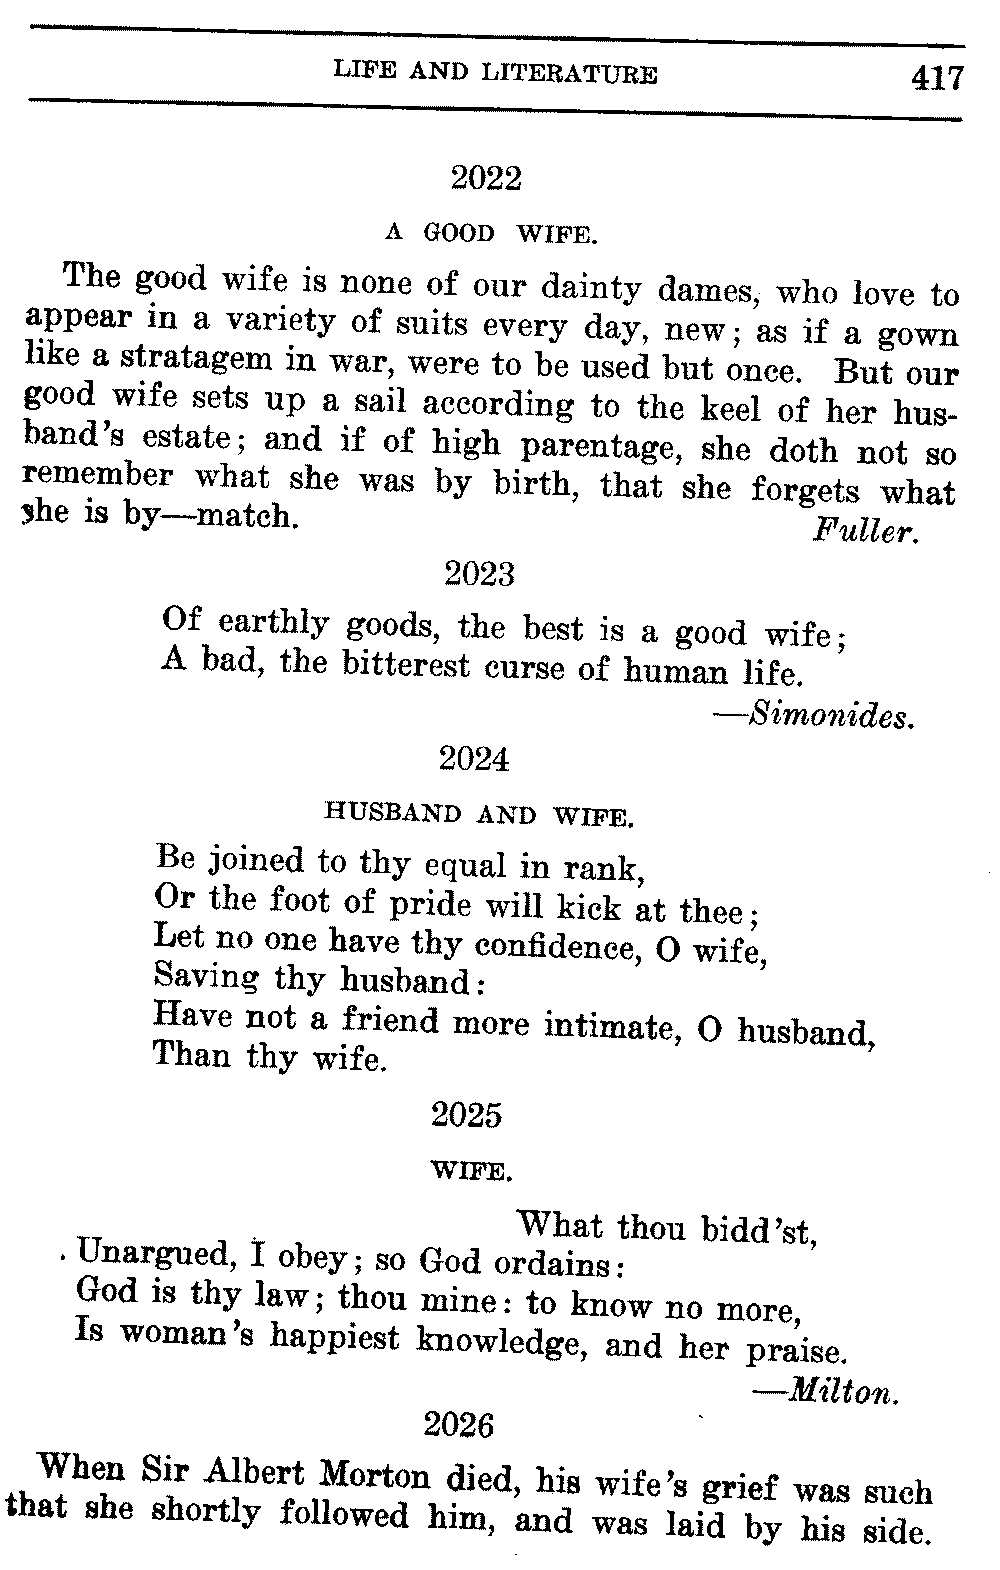 LIFE AND LITERATURE 417
2022
A GOOD WIFE.
The good wife is none of our dainty dames, who love to
appear in a variety of suits every day, new; as if a gown
like a stratagem in war, were to be used but once. But our
good wife sets up a sail according to the keel of her hus-
band's estate; and if of high parentage, she doth not so
remember what she was by birth, that she forgets what
she is by—match. Fuller.
2023
Of earthly goods, the best is a good wife;
A bad, the bitterest curse of human life.
—Simonides.
2024
HUSBAND AND WIFE.
Be joined to thy equal in rank,
Or the foot of pride will kick at thee;
Let no one have thy confidence, O wife,
Saving thy husband:
Have not a friend more intimate, O husband,
Than thy wife.
2025
WIFE.
What thou bidd'st,
Unargued, I obey; so God ordains:
God is thy law; thou mine: to know no more,
Is woman's happiest knowledge, and her praise.
—Milton.
2026
When Sir Albert Morton died, his wife's grief was such
that she shortly followed him, and was laid by his side.